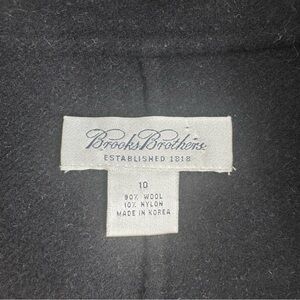 Brooks Brothers
ESTABLISHED 1818
10
90% WOOL
10% NYLON
MADE IN KOREA